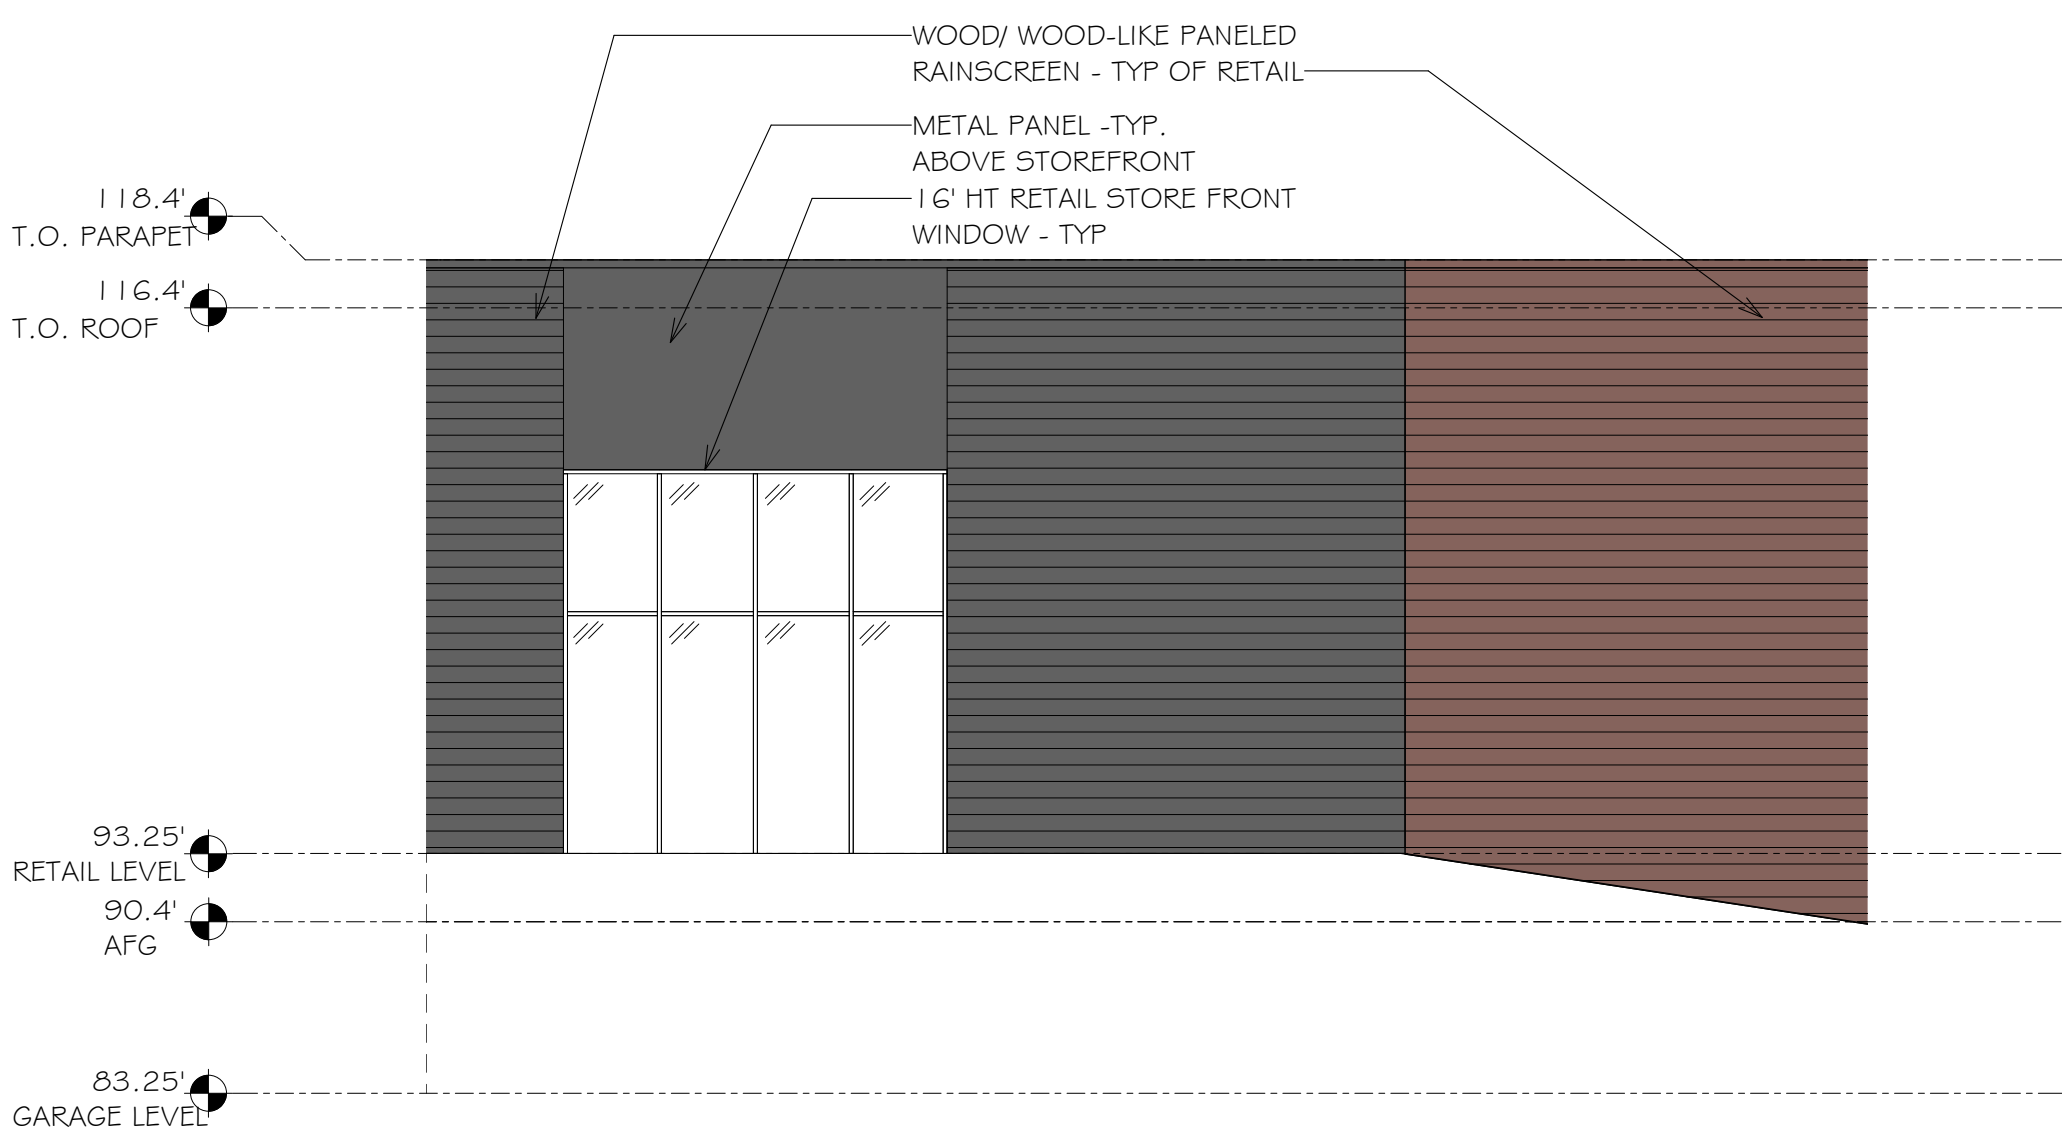 WOOD/ WOOD-LIKE PANELED
RAINSCREEN - TYP OF RETAIL
METAL PANEL -TYP.
ABOVE STOREFRONT
16' HT RETAIL STORE FRONT
WINDOW - TYP
118.4'
T.O. PARAPET
116.4'
T.O. ROOF
93.25'
RETAIL LEVEL
90.4'
AFG
83.25'
GARAGE LEVEL